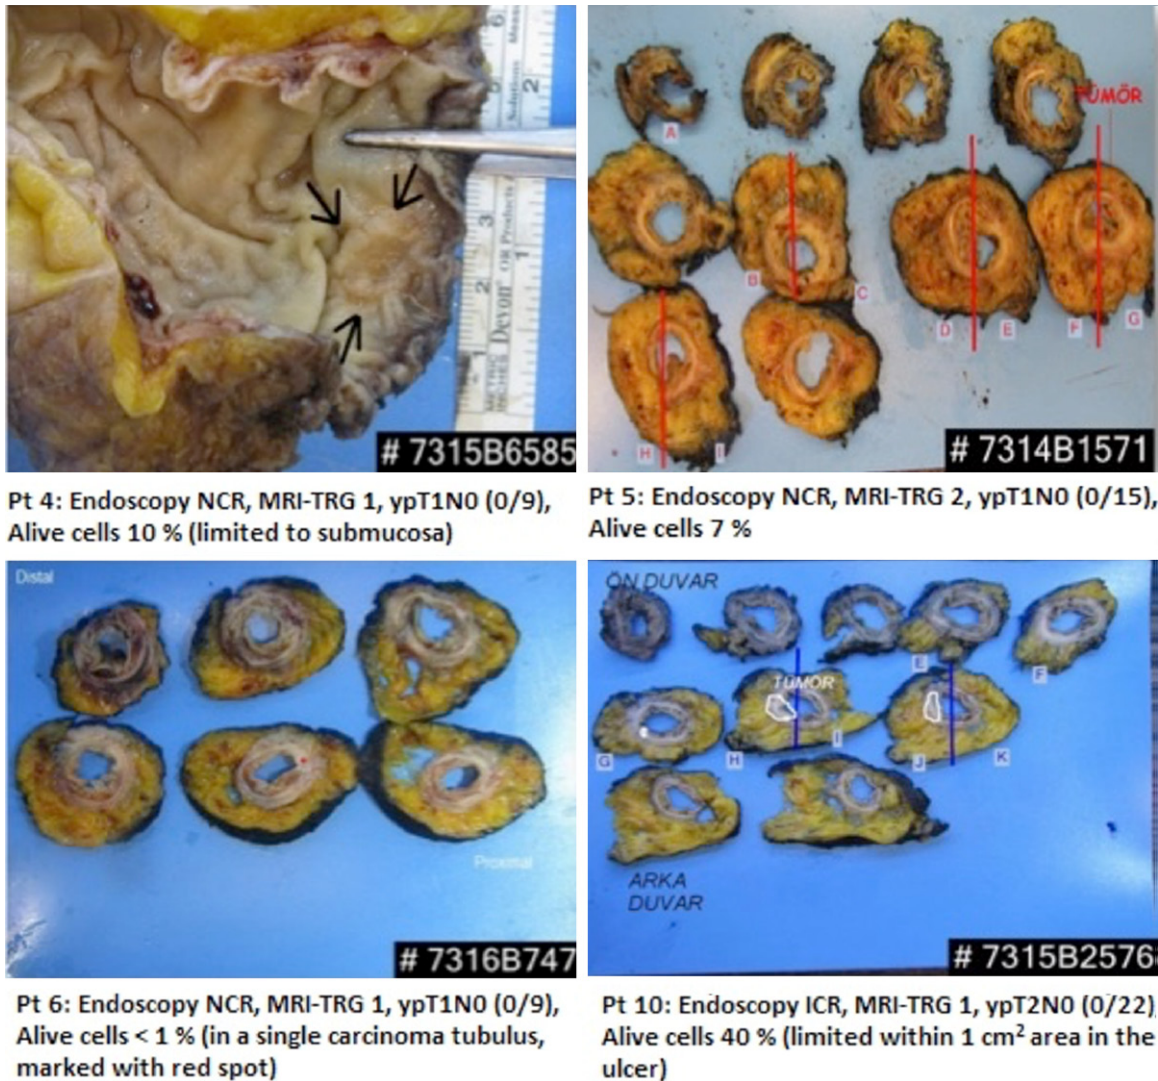 # 7315B6585
Pt 4: Endoscopy NCR, MRI-TRG 1, ypT1N0 (0/9),
Alive cells 10 % (limited to submucosa)
TÜMÖR
A
B
C
D
E
F
G
H
I
# 7314B1571
Pt 5: Endoscopy NCR, MRI-TRG 2, ypT1N0 (0/15),
Alive cells 7 %
Distal
Proximal
# 7316B747
Pt 6: Endoscopy NCR, MRI-TRG 1, ypT1N0 (0/9),
Alive cells < 1 % (in a single carcinoma tubulus,
marked with red spot)
ÖN DUVAR
E
F
TÜMÖR
G
H
I
J
K
ARKA
DUVAR
# 7315B2576
Pt 10: Endoscopy ICR, MRI-TRG 1, ypT2N0 (0/22)
Alive cells 40 % (limited within 1 cm² area in the
ulcer)